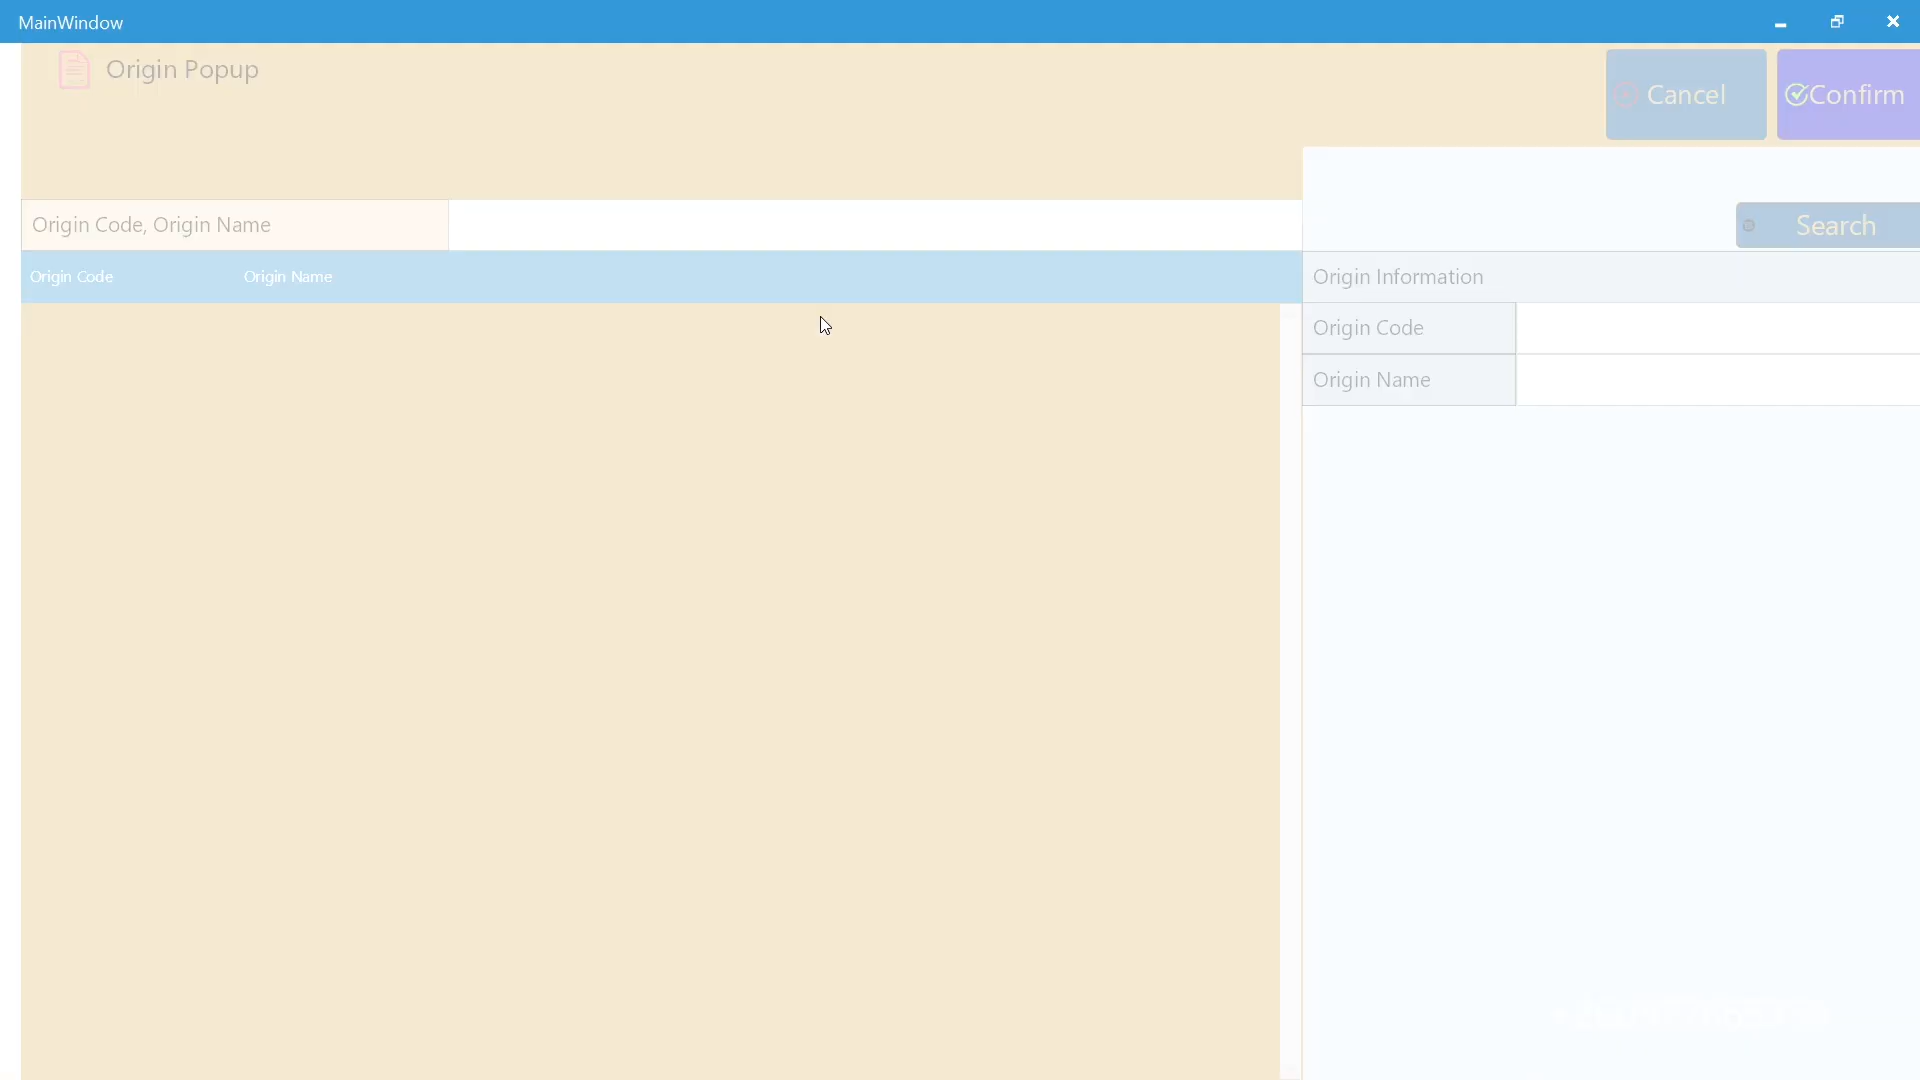 MainWindow
Origin Popup
Cancel
Confirm
Origin Code, Origin Name
Search
Origin Code
Origin Name
Origin Information
Origin Code
Origin Name